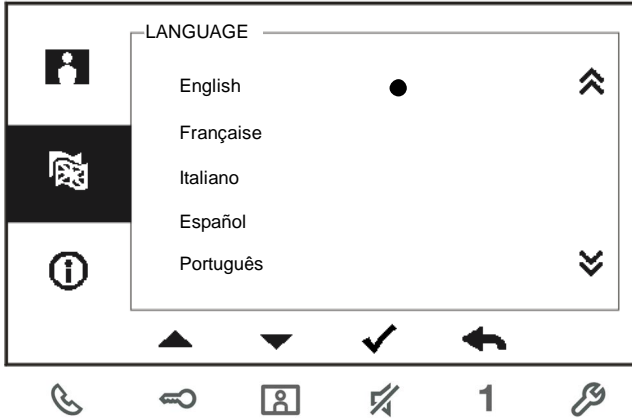 LANGUAGE
English
Française
Italiano
Español
Português
1